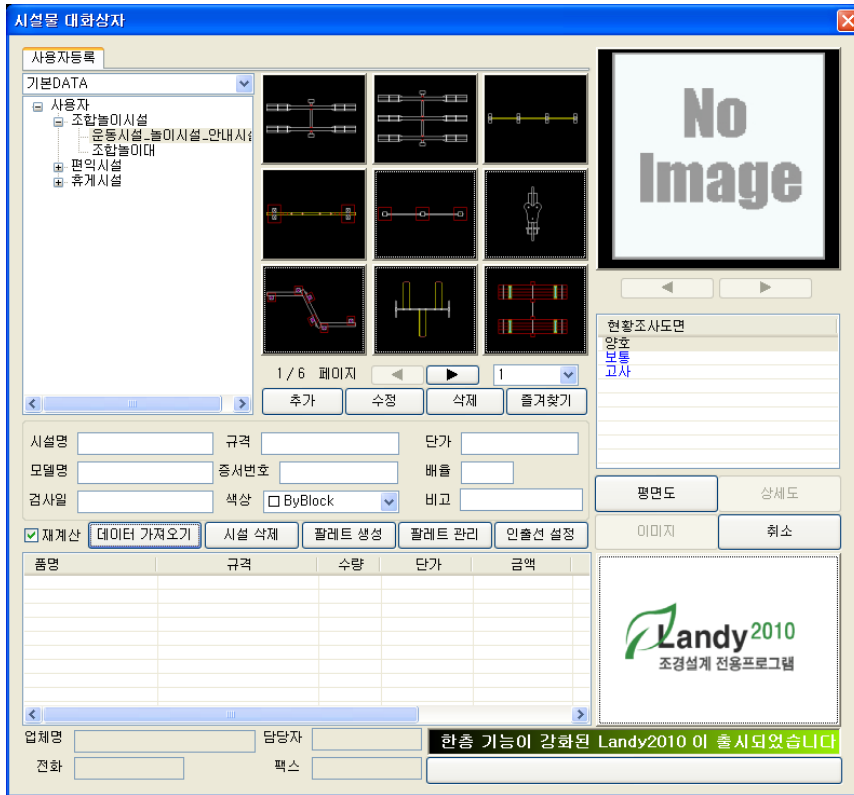 시설물 대화상자
사용자등록
기본DATA
사용자
조합놀이시설
운동시설_놀이시설_안내시설
조합놀이대
편익시설
휴게시설
1 / 6 페이지
1
추가 수정 삭제 즐겨찾기
No
Image
현황조사도면
양호
보통
고사
시설명 규격 단가
모델명 증서번호 배율
검사일 색상 ByBlock 비고
평면도 상세도
이미지 취소
재계산 데이터 가져오기 시설 삭제 팔레트 생성 팔레트 관리 인출선 설정
품명 규격 수량 단가 금액
Landy 2010
조경설계 전용프로그램
업체명 담당자
전화 팩스
한층 기능이 강화된 Landy2010 이 출시되었습니다